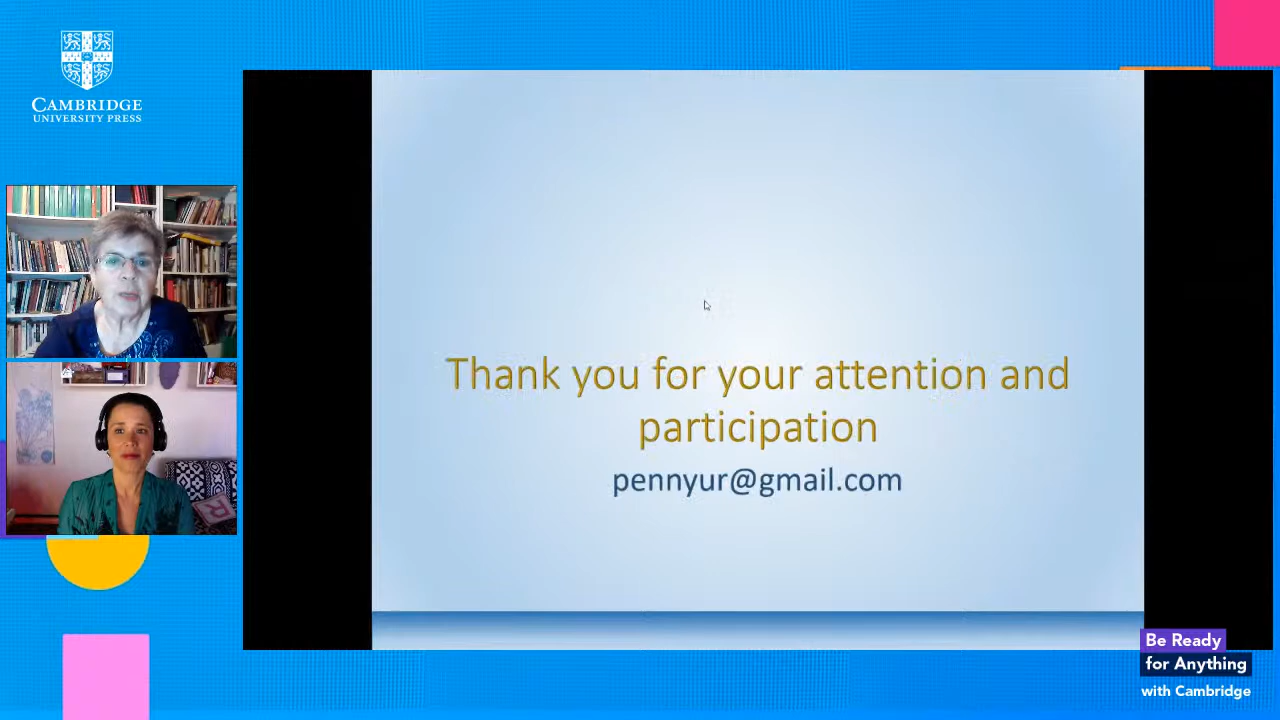 CAMBRIDGE
UNIVERSITY PRESS
Thank you for your attention and
participation
pennyur@gmail.com
Be Ready
for Anything
with Cambridge